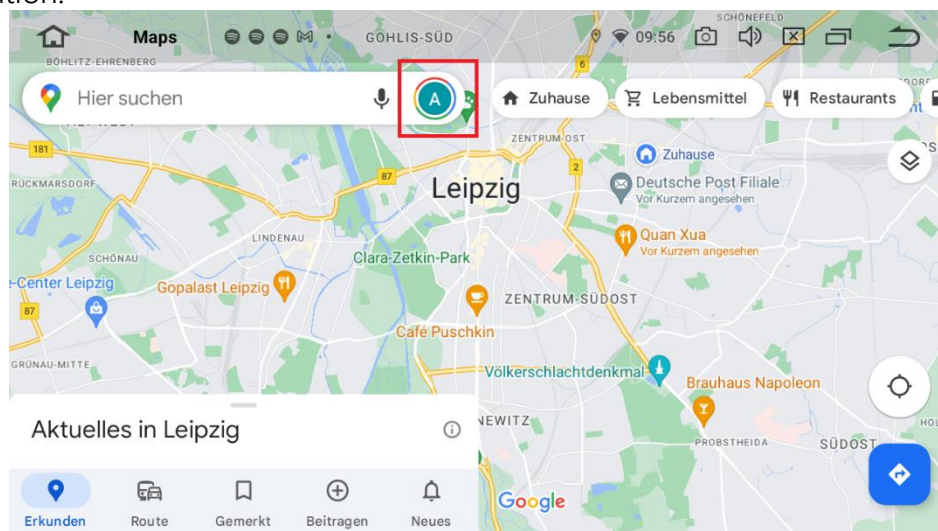 ation.
Maps
GOHLIS-SÜD
SCHÖNEFELD
09:56
BÖHLITZ-EHRENBERG
6
Hier suchen
A
Zuhause
Lebensmittel
Restaurants
ZENTRUM-OST
181
87
2
Zuhause
RÜCKMARSDORF
Leipzig
Deutsche Post Filiale
Vor Kurzem angesehen
LINDENAU
Quan Xua
Vor Kurzem angesehen
SCHÖNAU
Clara-Zetkin-Park
e-Center Leipzig
Gopalast Leipzig
ZENTRUM-SÜDOST
87
Café Puschkin
GRÜNAU-MITTE
Völkerschlachtdenkmal
Brauhaus Napoleon
Aktuelles in Leipzig
NEWITZ
PROBSTHEIDA
SÜDOST
HOL
Google
Erkunden
Route
Gemerkt
Beitragen
Neues